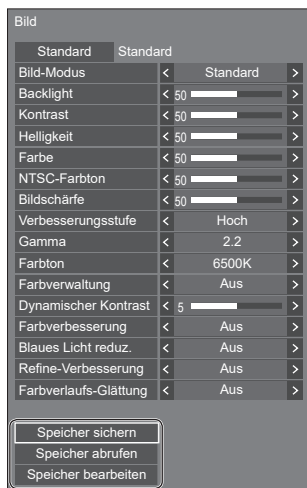 Bild
Standard Standard
Bild-Modus < Standard >
Backlight < 50 >
Kontrast < 50 >
Helligkeit < 50 >
Farbe < 50 >
NTSC-Farbton < 50 >
Bildschärfe < 50 >
Verbesserungsstufe < Hoch >
Gamma < 2.2 >
Farbton < 6500K >
Farbverwaltung < Aus >
Dynamischer Kontrast < 5 >
Farbverbesserung < Aus >
Blaues Licht reduz. < Aus >
Refine-Verbesserung < Aus >
Farbverlaufs-Glättung < Aus >
Speicher sichern
Speicher abrufen
Speicher bearbeiten